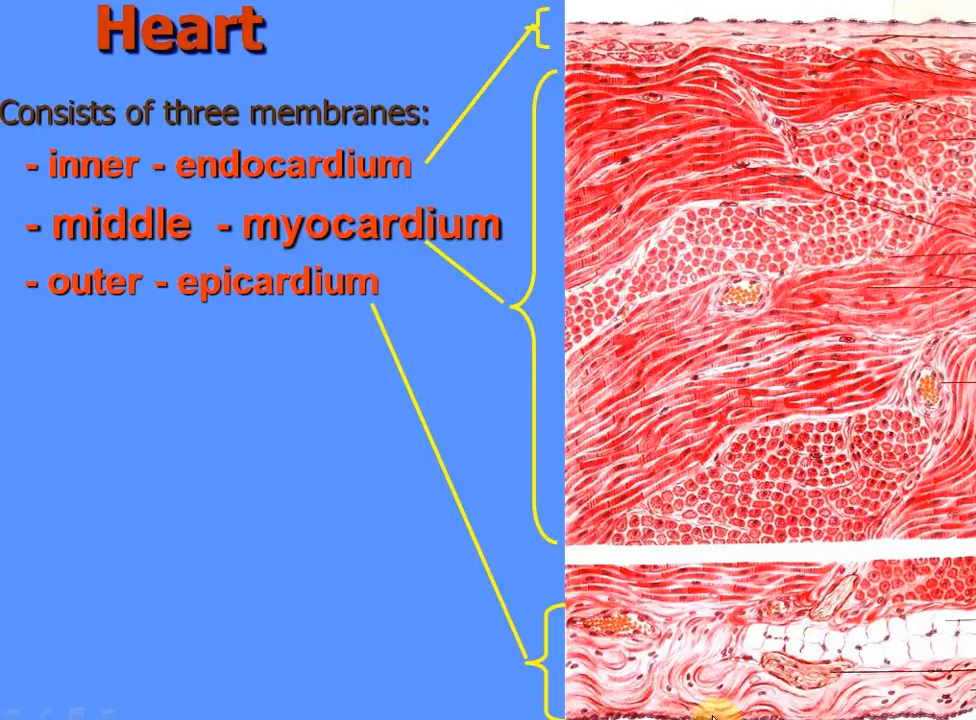 Heart
Consists of three membranes:
- inner - endocardium
- middle - myocardium
- outer - epicardium